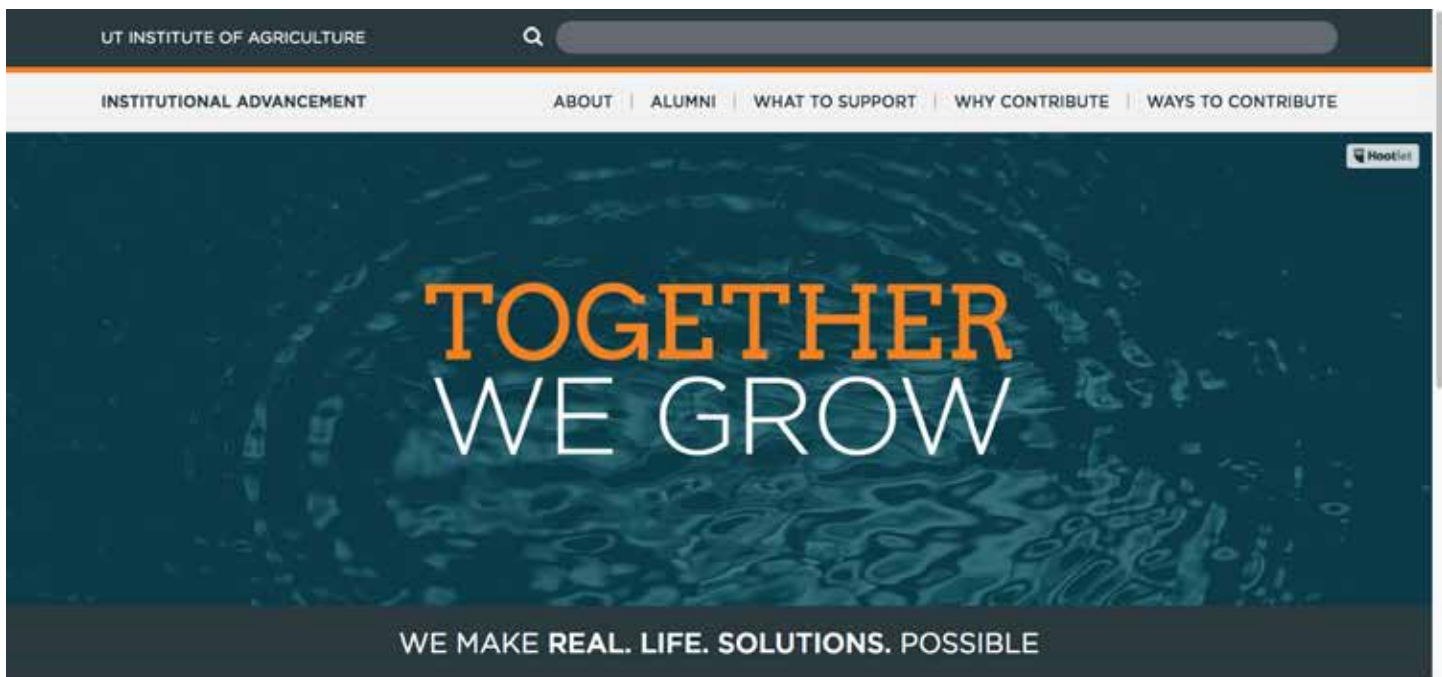 UT INSTITUTE OF AGRICULTURE
INSTITUTIONAL ADVANCEMENT
ABOUT | ALUMNI | WHAT TO SUPPORT | WHY CONTRIBUTE | WAYS TO CONTRIBUTE
Hootlet
TOGETHER
WE GROW
WE MAKE REAL. LIFE. SOLUTIONS. POSSIBLE